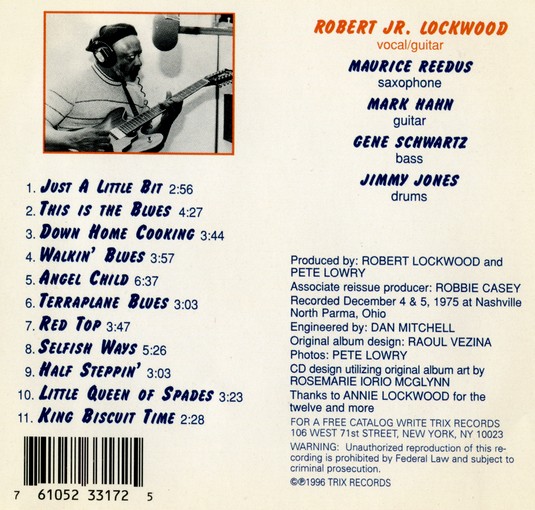 ROBERT JR. LOCKWOOD
vocal/guitar
MAURICE REEDUS
saxophone
MARK HAHN
guitar
GENE SCHWARTZ
bass
JIMMY JONES
drums
1. JUST A LITTLE BIT 2:56
2. THIS IS THE BLUES 4:27
3. DOWN HOME COOKING 3:44
4. WALKIN' BLUES 3:57
5. ANGEL CHILD 6:37
6. TERRAPLANE BLUES 3:03
7. RED TOP 3:47
8. SELFISH WAYS 5:26
9. HALF STEPPIN' 3:03
10. LITTLE QUEEN OF SPADES 3:23
11. KING BISCUIT TIME 2:28
Produced by: ROBERT LOCKWOOD and
PETE LOWRY
Associate reissue producer: ROBBIE CASEY
Recorded December 4 & 5, 1975 at Nashville
North Parma, Ohio
Engineered by: DAN MITCHELL
Original album design: RAOUL VEZINA
Photos: PETE LOWRY
CD design utilizing original album art by
ROSEMARIE IORIO MCGLYNN
Thanks to ANNIE LOCKWOOD for the
twelve and more
FOR A FREE CATALOG WRITE TRIX RECORDS
106 WEST 71st STREET, NEW YORK, NY 10023
WARNING: Unauthorized reproduction of this re-
cording is prohibited by Federal Law and subject to
criminal prosecution.
©℗1996 TRIX RECORDS
7 61052 33172 5